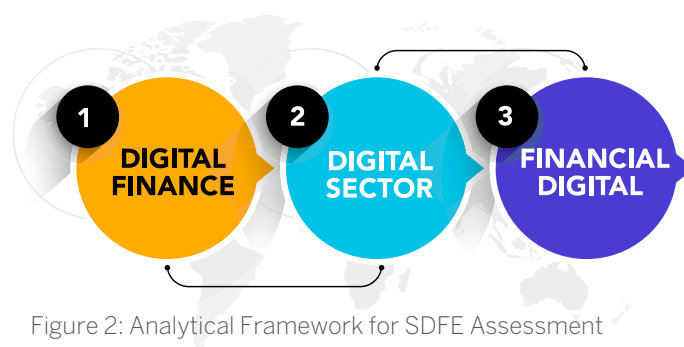 1
DIGITAL
FINANCE
2
DIGITAL
SECTOR
3
FINANCIAL
DIGITAL
Figure 2: Analytical Framework for SDFE Assessment